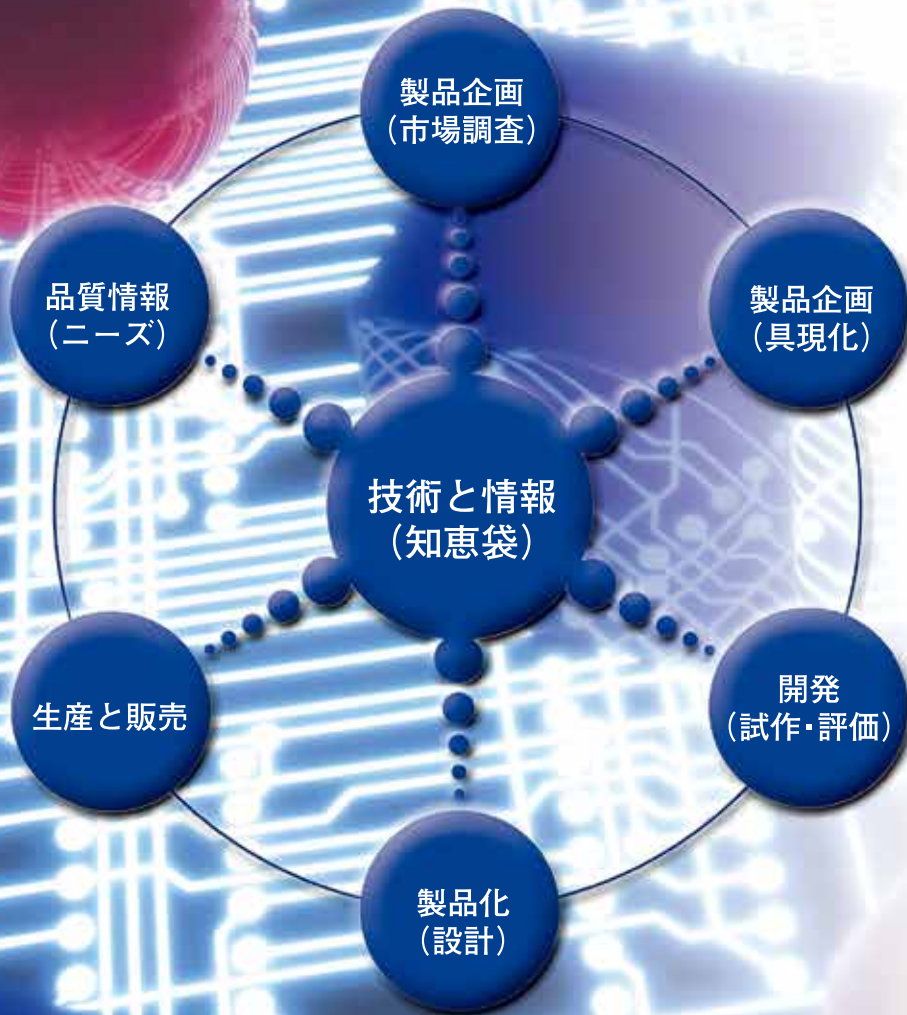 製品企画
（市場調査）
製品企画
（具現化）
開発
（試作・評価）
製品化
（設計）
生産と販売
品質情報
（ニーズ）
技術と情報
（知恵袋）